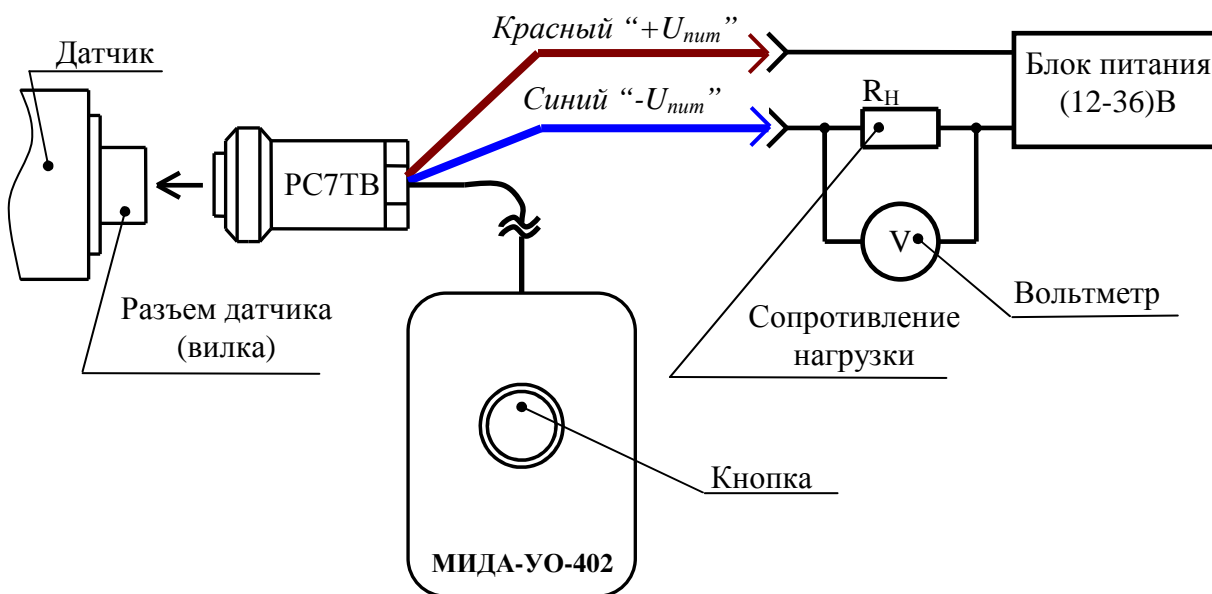 Красный “+Uпит”
Датчик
Блок питания
(12-36)В
Синий “-Uпит”
RН
РС7ТВ
V
Разъем датчика
(вилка)
Вольтметр
Сопротивление
нагрузки
Кнопка
МИДА-УО-402